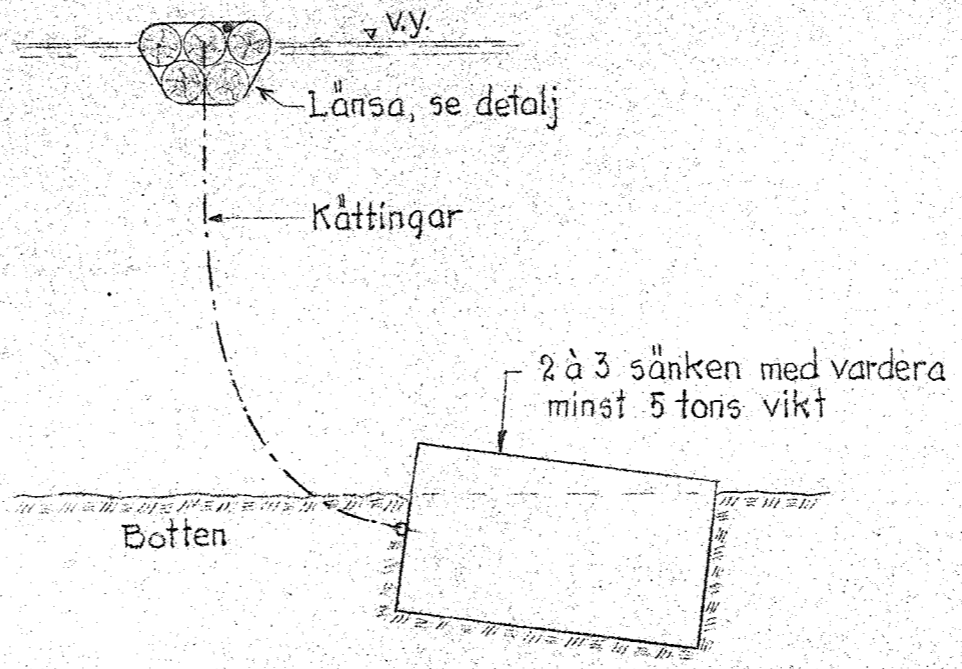 v.y.
Länsa, se detalj
Kättingar
2 à 3 sänken med vardera
minst 5 tons vikt
Botten